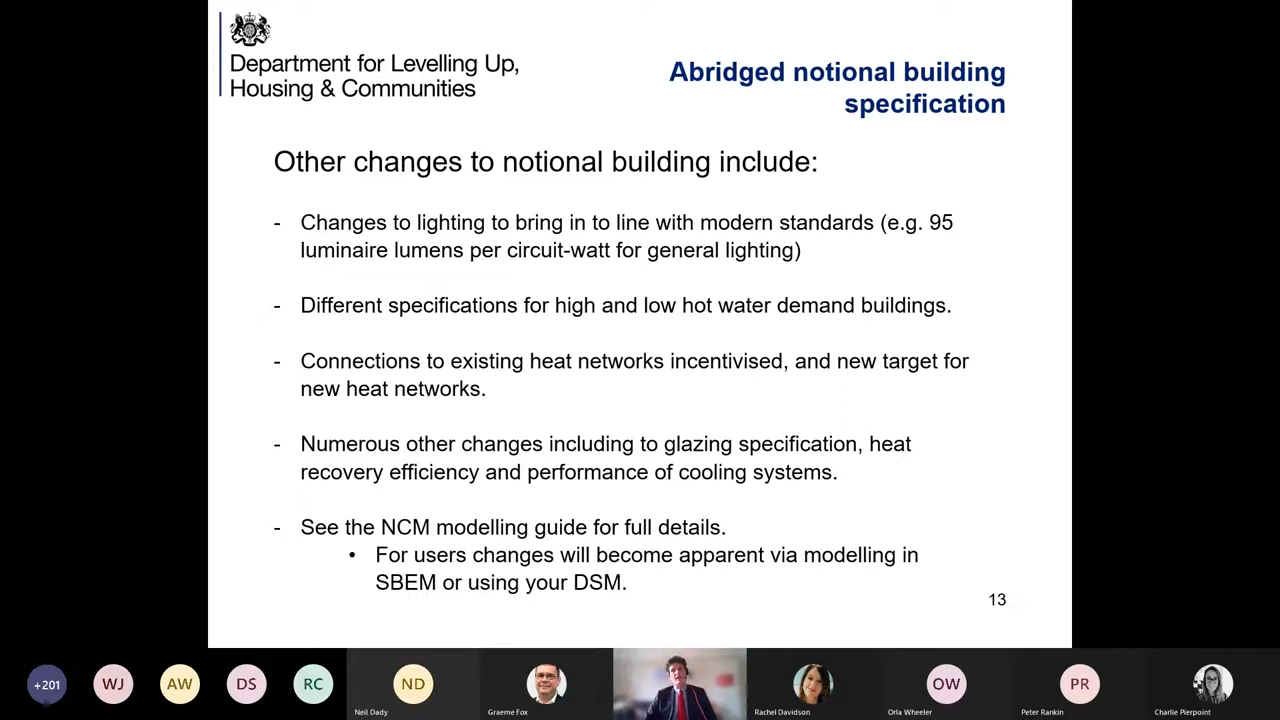 Department for Levelling Up,
Housing & Communities
Abridged notional building
specification
Other changes to notional building include:
- Changes to lighting to bring in to line with modern standards (e.g. 95
luminaire lumens per circuit-watt for general lighting)
- Different specifications for high and low hot water demand buildings.
- Connections to existing heat networks incentivised, and new target for
new heat networks.
- Numerous other changes including to glazing specification, heat
recovery efficiency and performance of cooling systems.
- See the NCM modelling guide for full details.
• For users changes will become apparent via modelling in
SBEM or using your DSM.
13
+201 WJ AW DS RC ND OW PR
Neil Dady Graeme Fox Rachel Davidson Orla Wheeler Peter Rankin Charlie Pierpoint